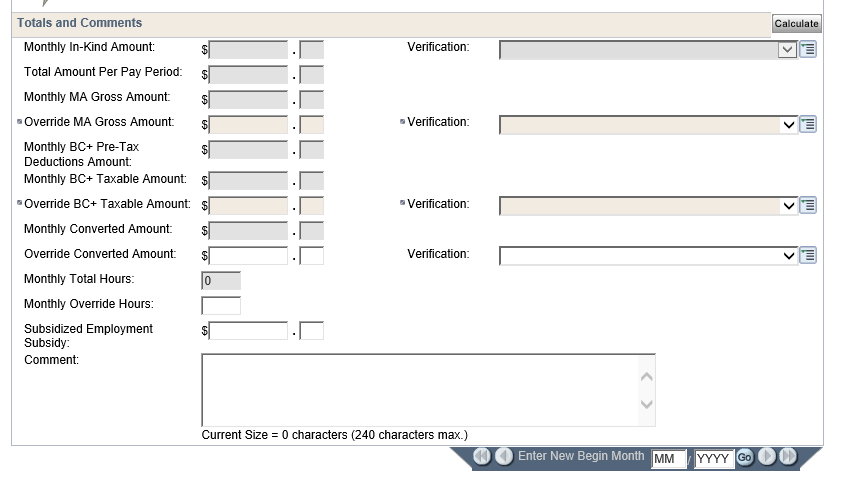 Totals and Comments Calculate
Monthly In-Kind Amount: $ . Verification:
Total Amount Per Pay Period: $ .
Monthly MA Gross Amount: $ .
Override MA Gross Amount: $ . Verification:
Monthly BC+ Pre-Tax
Deductions Amount: $ .
Monthly BC+ Taxable Amount: $ .
Override BC+ Taxable Amount: $ . Verification:
Monthly Converted Amount: $ .
Override Converted Amount: $ . Verification:
Monthly Total Hours: 0
Monthly Override Hours:
Subsidized Employment
Subsidy: $ .
Comment:
Current Size = 0 characters (240 characters max.)
Enter New Begin Month MM / YYYY Go